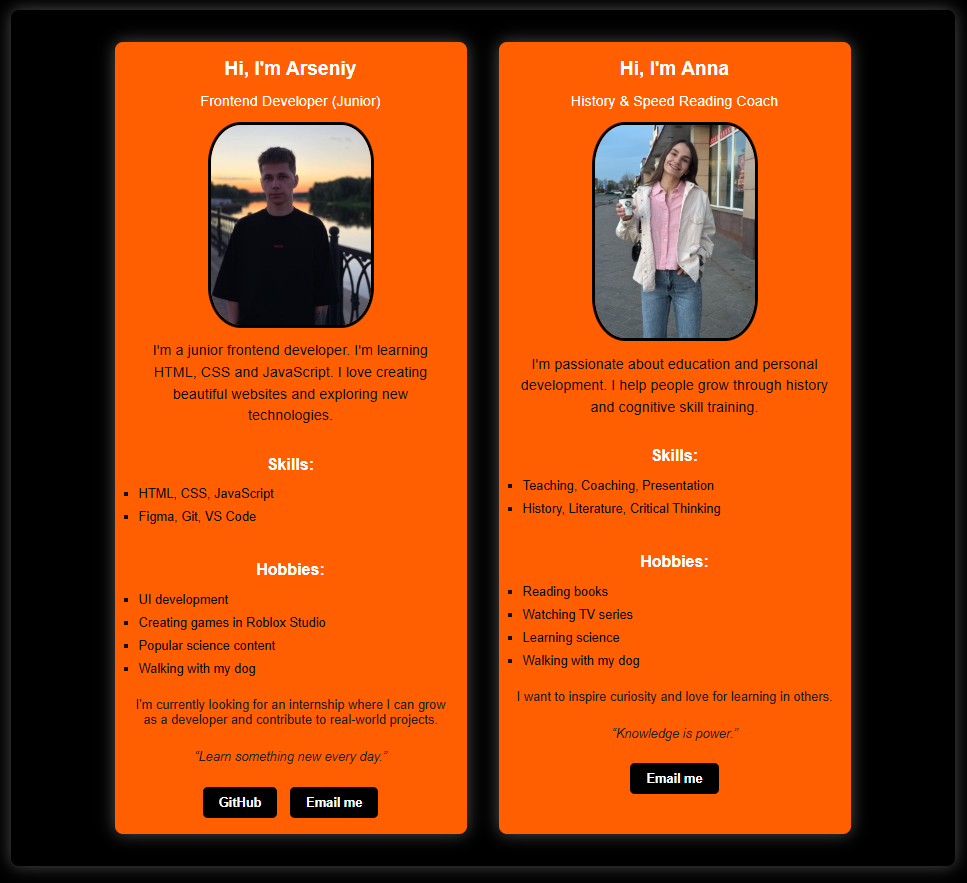 Hi, I'm Arseniy
Frontend Developer (Junior)
I'm a junior frontend developer. I'm learning
HTML, CSS and JavaScript. I love creating
beautiful websites and exploring new
technologies.
Skills:
HTML, CSS, JavaScript
Figma, Git, VS Code
Hobbies:
UI development
Creating games in Roblox Studio
Popular science content
Walking with my dog
I'm currently looking for an internship where I can grow
as a developer and contribute to real-world projects.
“Learn something new every day.”
GitHub
Email me
Hi, I'm Anna
History & Speed Reading Coach
I'm passionate about education and personal
development. I help people grow through history
and cognitive skill training.
Skills:
Teaching, Coaching, Presentation
History, Literature, Critical Thinking
Hobbies:
Reading books
Watching TV series
Learning science
Walking with my dog
I want to inspire curiosity and love for learning in others.
“Knowledge is power.”
Email me